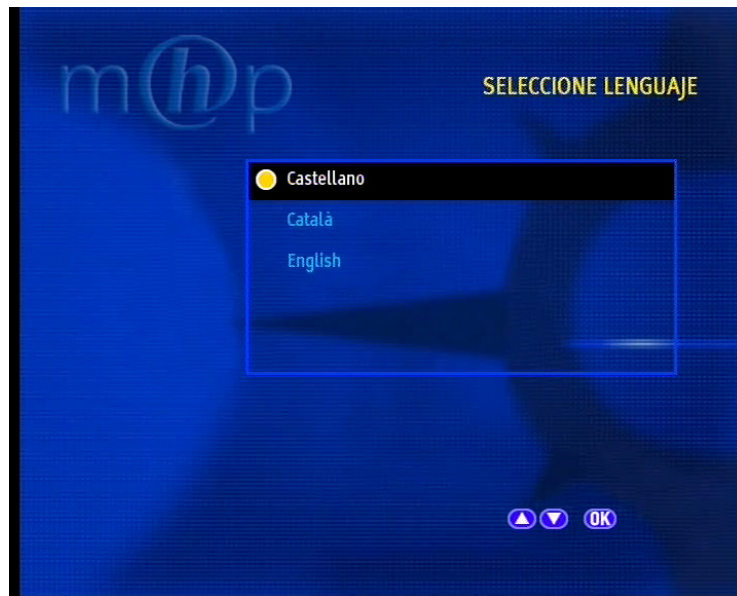 mhp
SELECCIONE LENGUAJE
Castellano
Català
English
OK